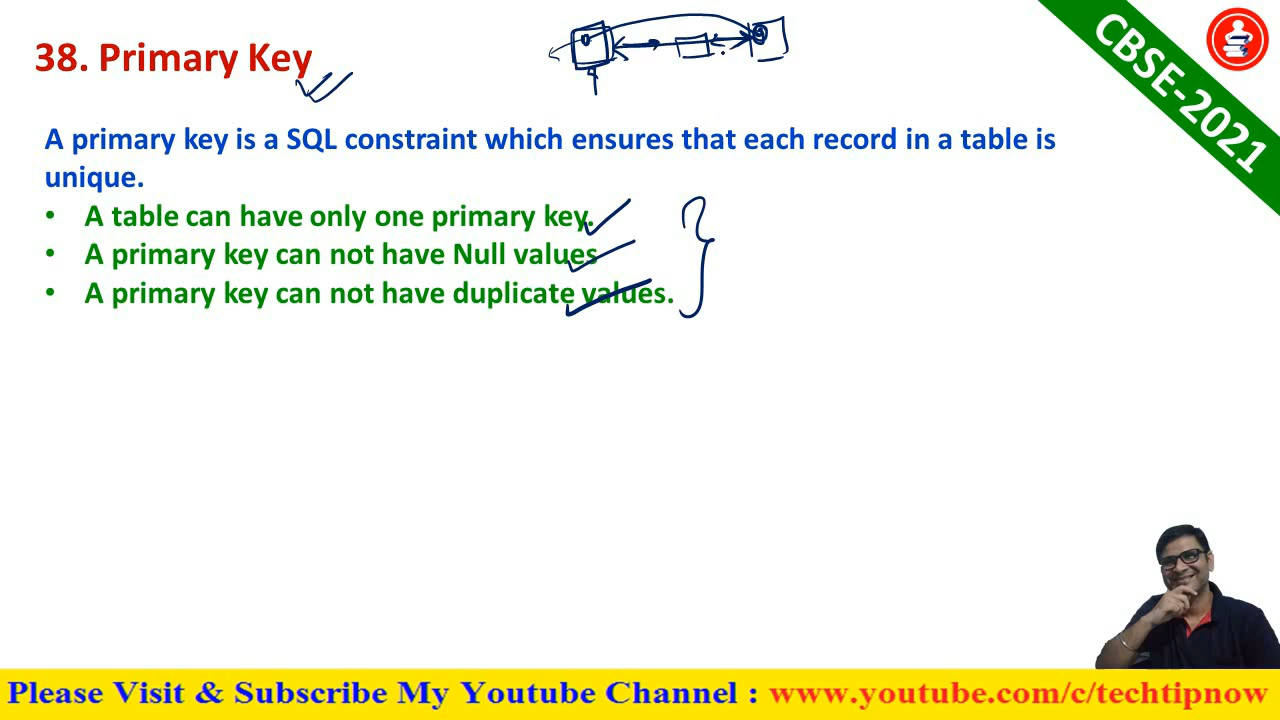 38. Primary Key
CBSE-2021
A primary key is a SQL constraint which ensures that each record in a table is
unique.
• A table can have only one primary key.
• A primary key can not have Null values
• A primary key can not have duplicate values.
Please Visit & Subscribe My Youtube Channel : www.youtube.com/c/techtipnow